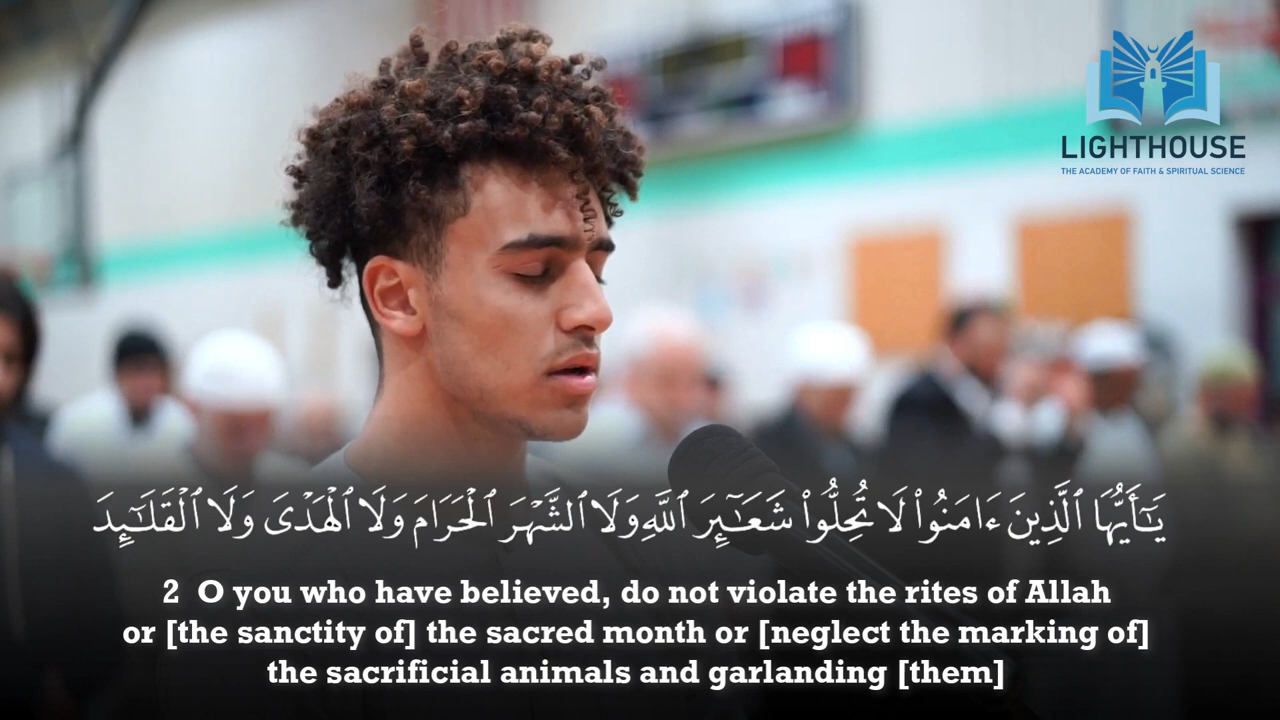 LIGHTHOUSE
THE ACADEMY OF FAITH & SPIRITUAL SCIENCE
يَـٰٓأَيُّهَا ٱلَّذِينَ ءَامَنُوا۟ لَا تُحِلُّوا۟ شَعَـٰٓئِرَ ٱللَّهِ وَلَا ٱلشَّهْرَ ٱلْحَرَامَ وَلَا ٱلْهَدْىَ وَلَا ٱلْقَلَـٰٓئِدَ
2 O you who have believed, do not violate the rites of Allah
or [the sanctity of] the sacred month or [neglect the marking of]
the sacrificial animals and garlanding [them]